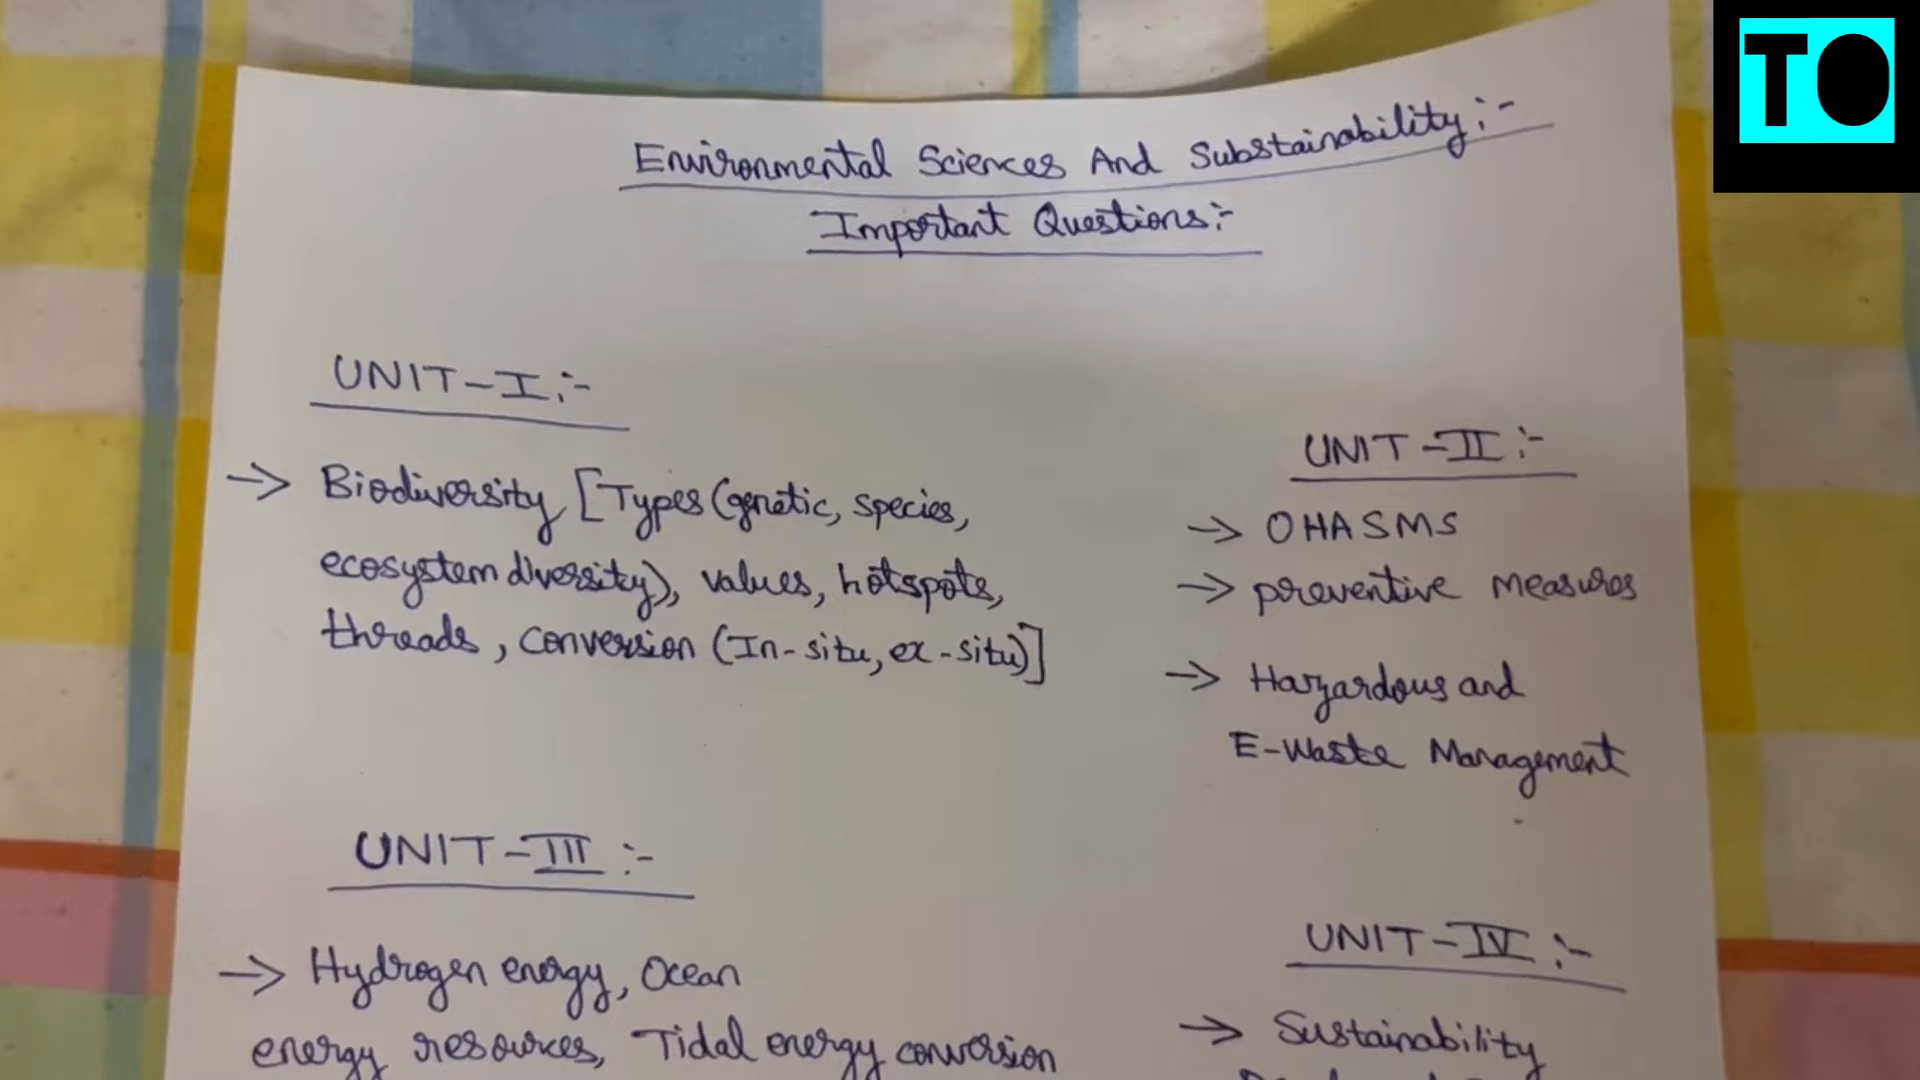 TO
Environmental Sciences And Substainability:-
Important Questions:-
UNIT-I:-
→ Biodiversity [Types (genetic, species,
ecosystem diversity), values, hotspots,
threads, conversion (In-situ, ex-situ)]
UNIT-II:-
→ OHASMS
→ preventive measures
→ Hazardous and
E-Waste Management
UNIT-III:-
→ Hydrogen energy, Ocean
energy resources, Tidal energy conversion
UNIT-IV:-
→ Sustainability